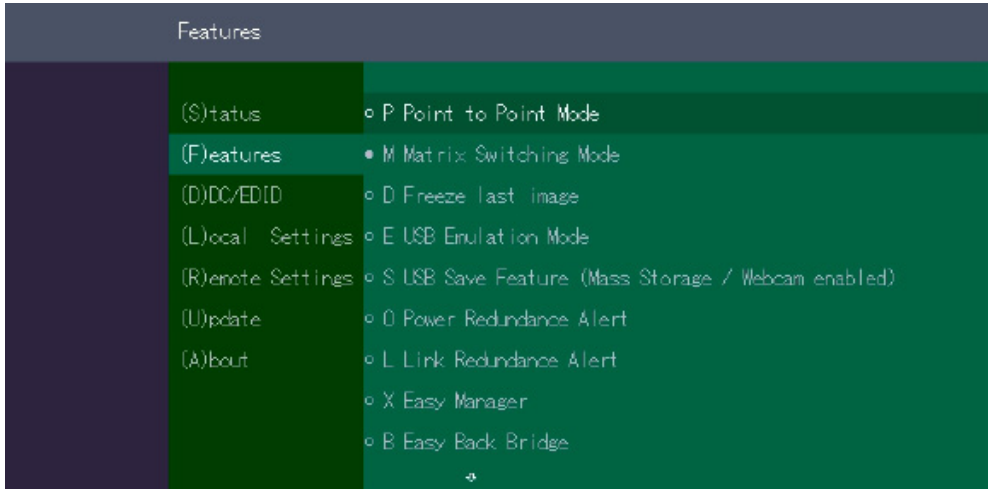 Features
(S)tatus
(F)eatures
(D)DC/EDID
(L)ocal Settings
(R)emote Settings
(U)pdate
(A)bout
P Point to Point Mode
M Matrix Switching Mode
D Freeze last image
E USB Emulation Mode
S USB Save Feature (Mass Storage / Webcam enabled)
O Power Redundance Alert
L Link Redundance Alert
X Easy Manager
B Easy Back Bridge